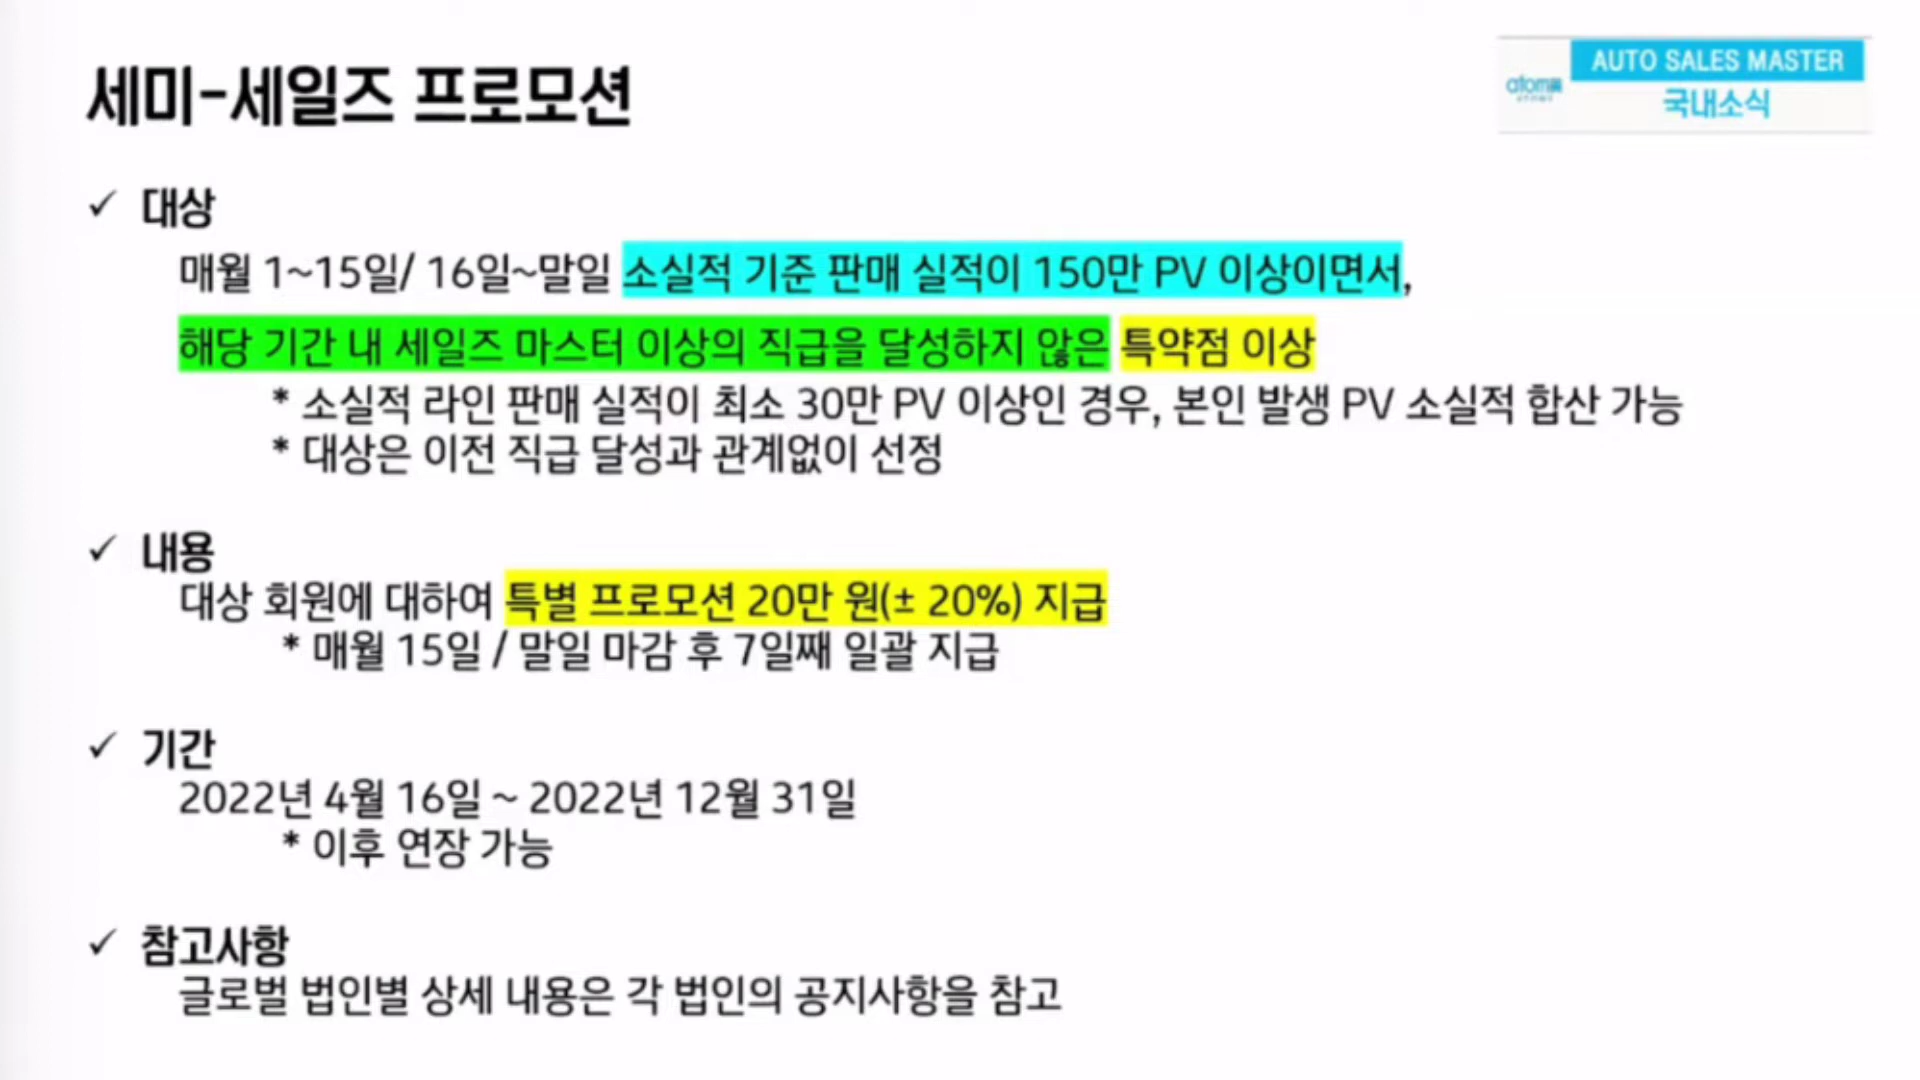 세미-세일즈 프로모션
AUTO SALES MASTER
atom
국내소식
✓ 대상
매월 1~15일/ 16일~말일 소실적 기준 판매 실적이 150만 PV 이상이면서,
해당 기간 내 세일즈 마스터 이상의 직급을 달성하지 않은 특약점 이상
* 소실적 라인 판매 실적이 최소 30만 PV 이상인 경우, 본인 발생 PV 소실적 합산 가능
* 대상은 이전 직급 달성과 관계없이 선정
✓ 내용
대상 회원에 대하여 특별 프로모션 20만 원(± 20%) 지급
* 매월 15일 / 말일 마감 후 7일째 일괄 지급
✓ 기간
2022년 4월 16일 ~ 2022년 12월 31일
* 이후 연장 가능
✓ 참고사항
글로벌 법인별 상세 내용은 각 법인의 공지사항을 참고